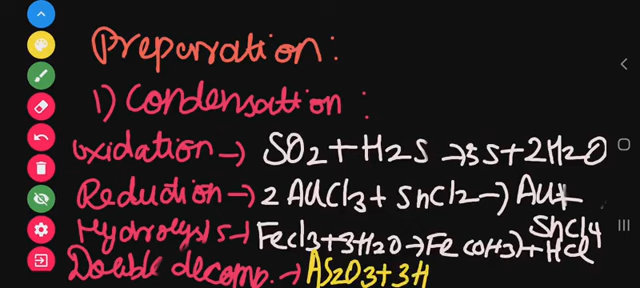 Preparation:
1) Condensation:
Oxidation → SO2 + H2S → 3S + 2H2O
Reduction → 2 AuCl3 + SnCl2 → Au +
SnCl4
Hydrolysis → FeCl3 + 3H2O → Fe(OH3) + HCl
Double decomp. → AS2O3 + 3H